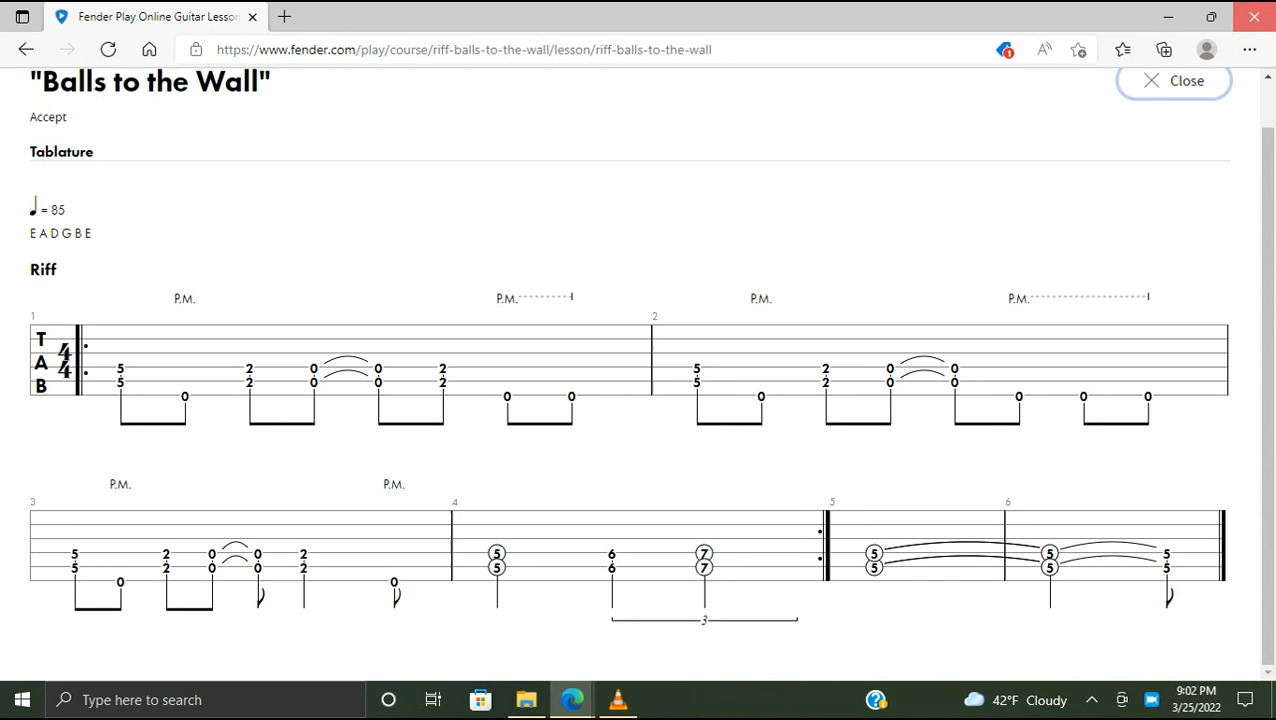 Fender Play Online Guitar Lesson
https://www.fender.com/play/course/riff-balls-to-the-wall/lesson/riff-balls-to-the-wall
1
"Balls to the Wall"
Close
Accept
Tablature
= 85
E A D G B E
Riff
P.M. P.M. P.M. P.M.
1 2
T
A
B
4
4
5 2 0 0 2 5 2 0 0
5 2 0 0 2 5 2 0 0
0 0 0 0 0 0 0
P.M. P.M.
3 4 5 6
5 2 0 0 2 5 6 7 5 5 5
5 2 0 0 2 5 6 7 5 5 5
0 0
3
Type here to search
42°F Cloudy
9:02 PM
3/25/2022